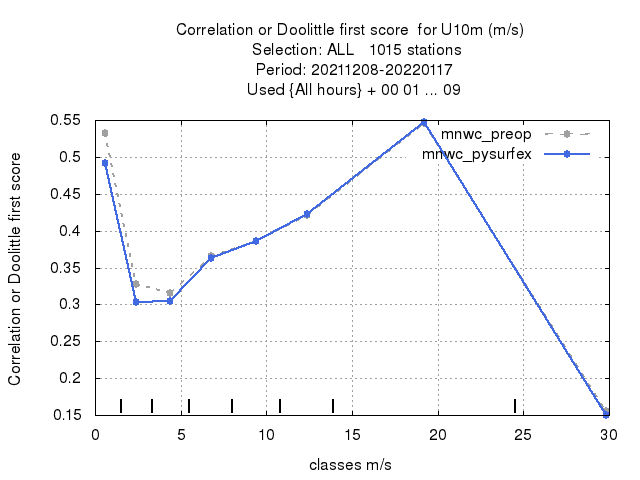 Correlation or Doolittle first score  for U10m (m/s)
Selection: ALL   1015 stations
Period: 20211208-20220117
Used {All hours} + 00 01 ... 09
mnwc_preop
mnwc_pysurfex
Correlation or Doolittle first score
0.55
0.5
0.45
0.4
0.35
0.3
0.25
0.2
0.15
0 5 10 15 20 25 30
classes m/s